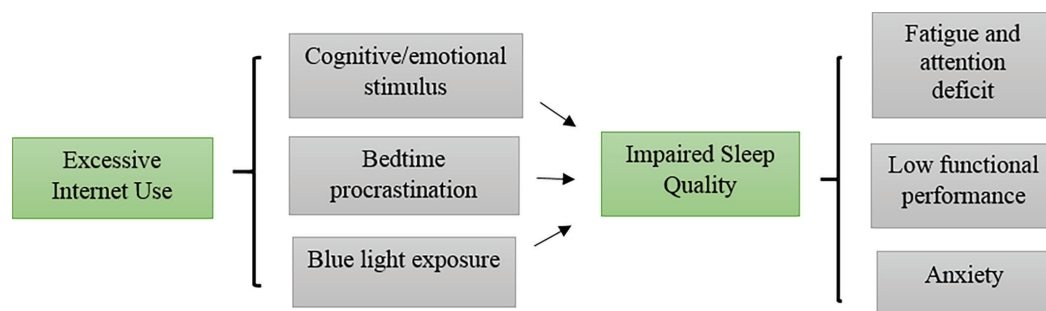 Excessive
Internet Use
Cognitive/emotional
stimulus
Bedtime
procrastination
Blue light exposure
Impaired Sleep
Quality
Fatigue and
attention
deficit
Low functional
performance
Anxiety